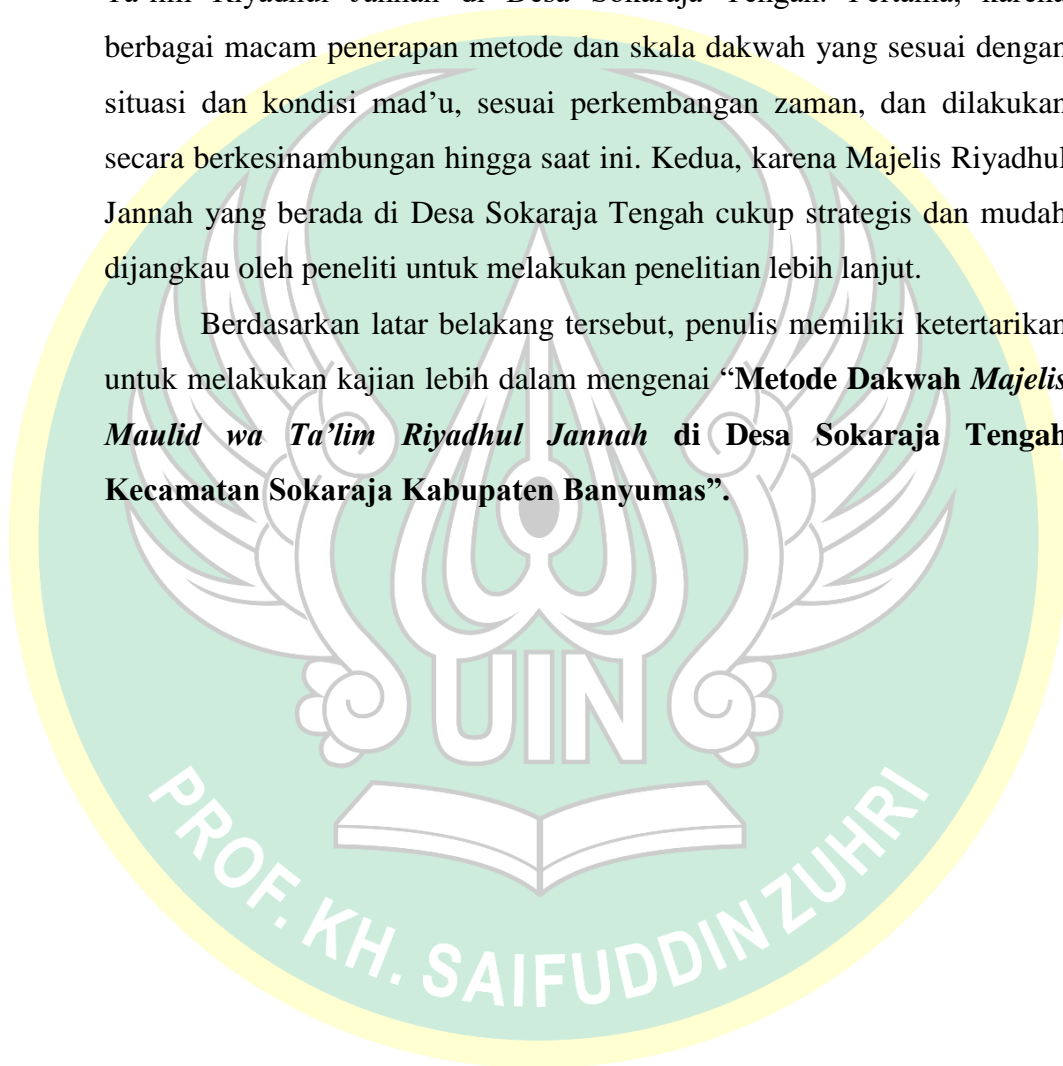 Ta'lim Riyadhul Jannah di Desa Sokaraja Tengah. Pertama, karena
berbagai macam penerapan metode dan skala dakwah yang sesuai dengan
situasi dan kondisi mad'u, sesuai perkembangan zaman, dan dilakukan
secara berkesinambungan hingga saat ini. Kedua, karena Majelis Riyadhul
Jannah yang berada di Desa Sokaraja Tengah cukup strategis dan mudah
dijangkau oleh peneliti untuk melakukan penelitian lebih lanjut.
Berdasarkan latar belakang tersebut, penulis memiliki ketertarikan
untuk melakukan kajian lebih dalam mengenai “Metode Dakwah Majelis
Maulid wa Ta’lim Riyadhul Jannah di Desa Sokaraja Tengah
Kecamatan Sokaraja Kabupaten Banyumas”.
UIN
PROF. KH. SAIFUDDIN ZUHRI